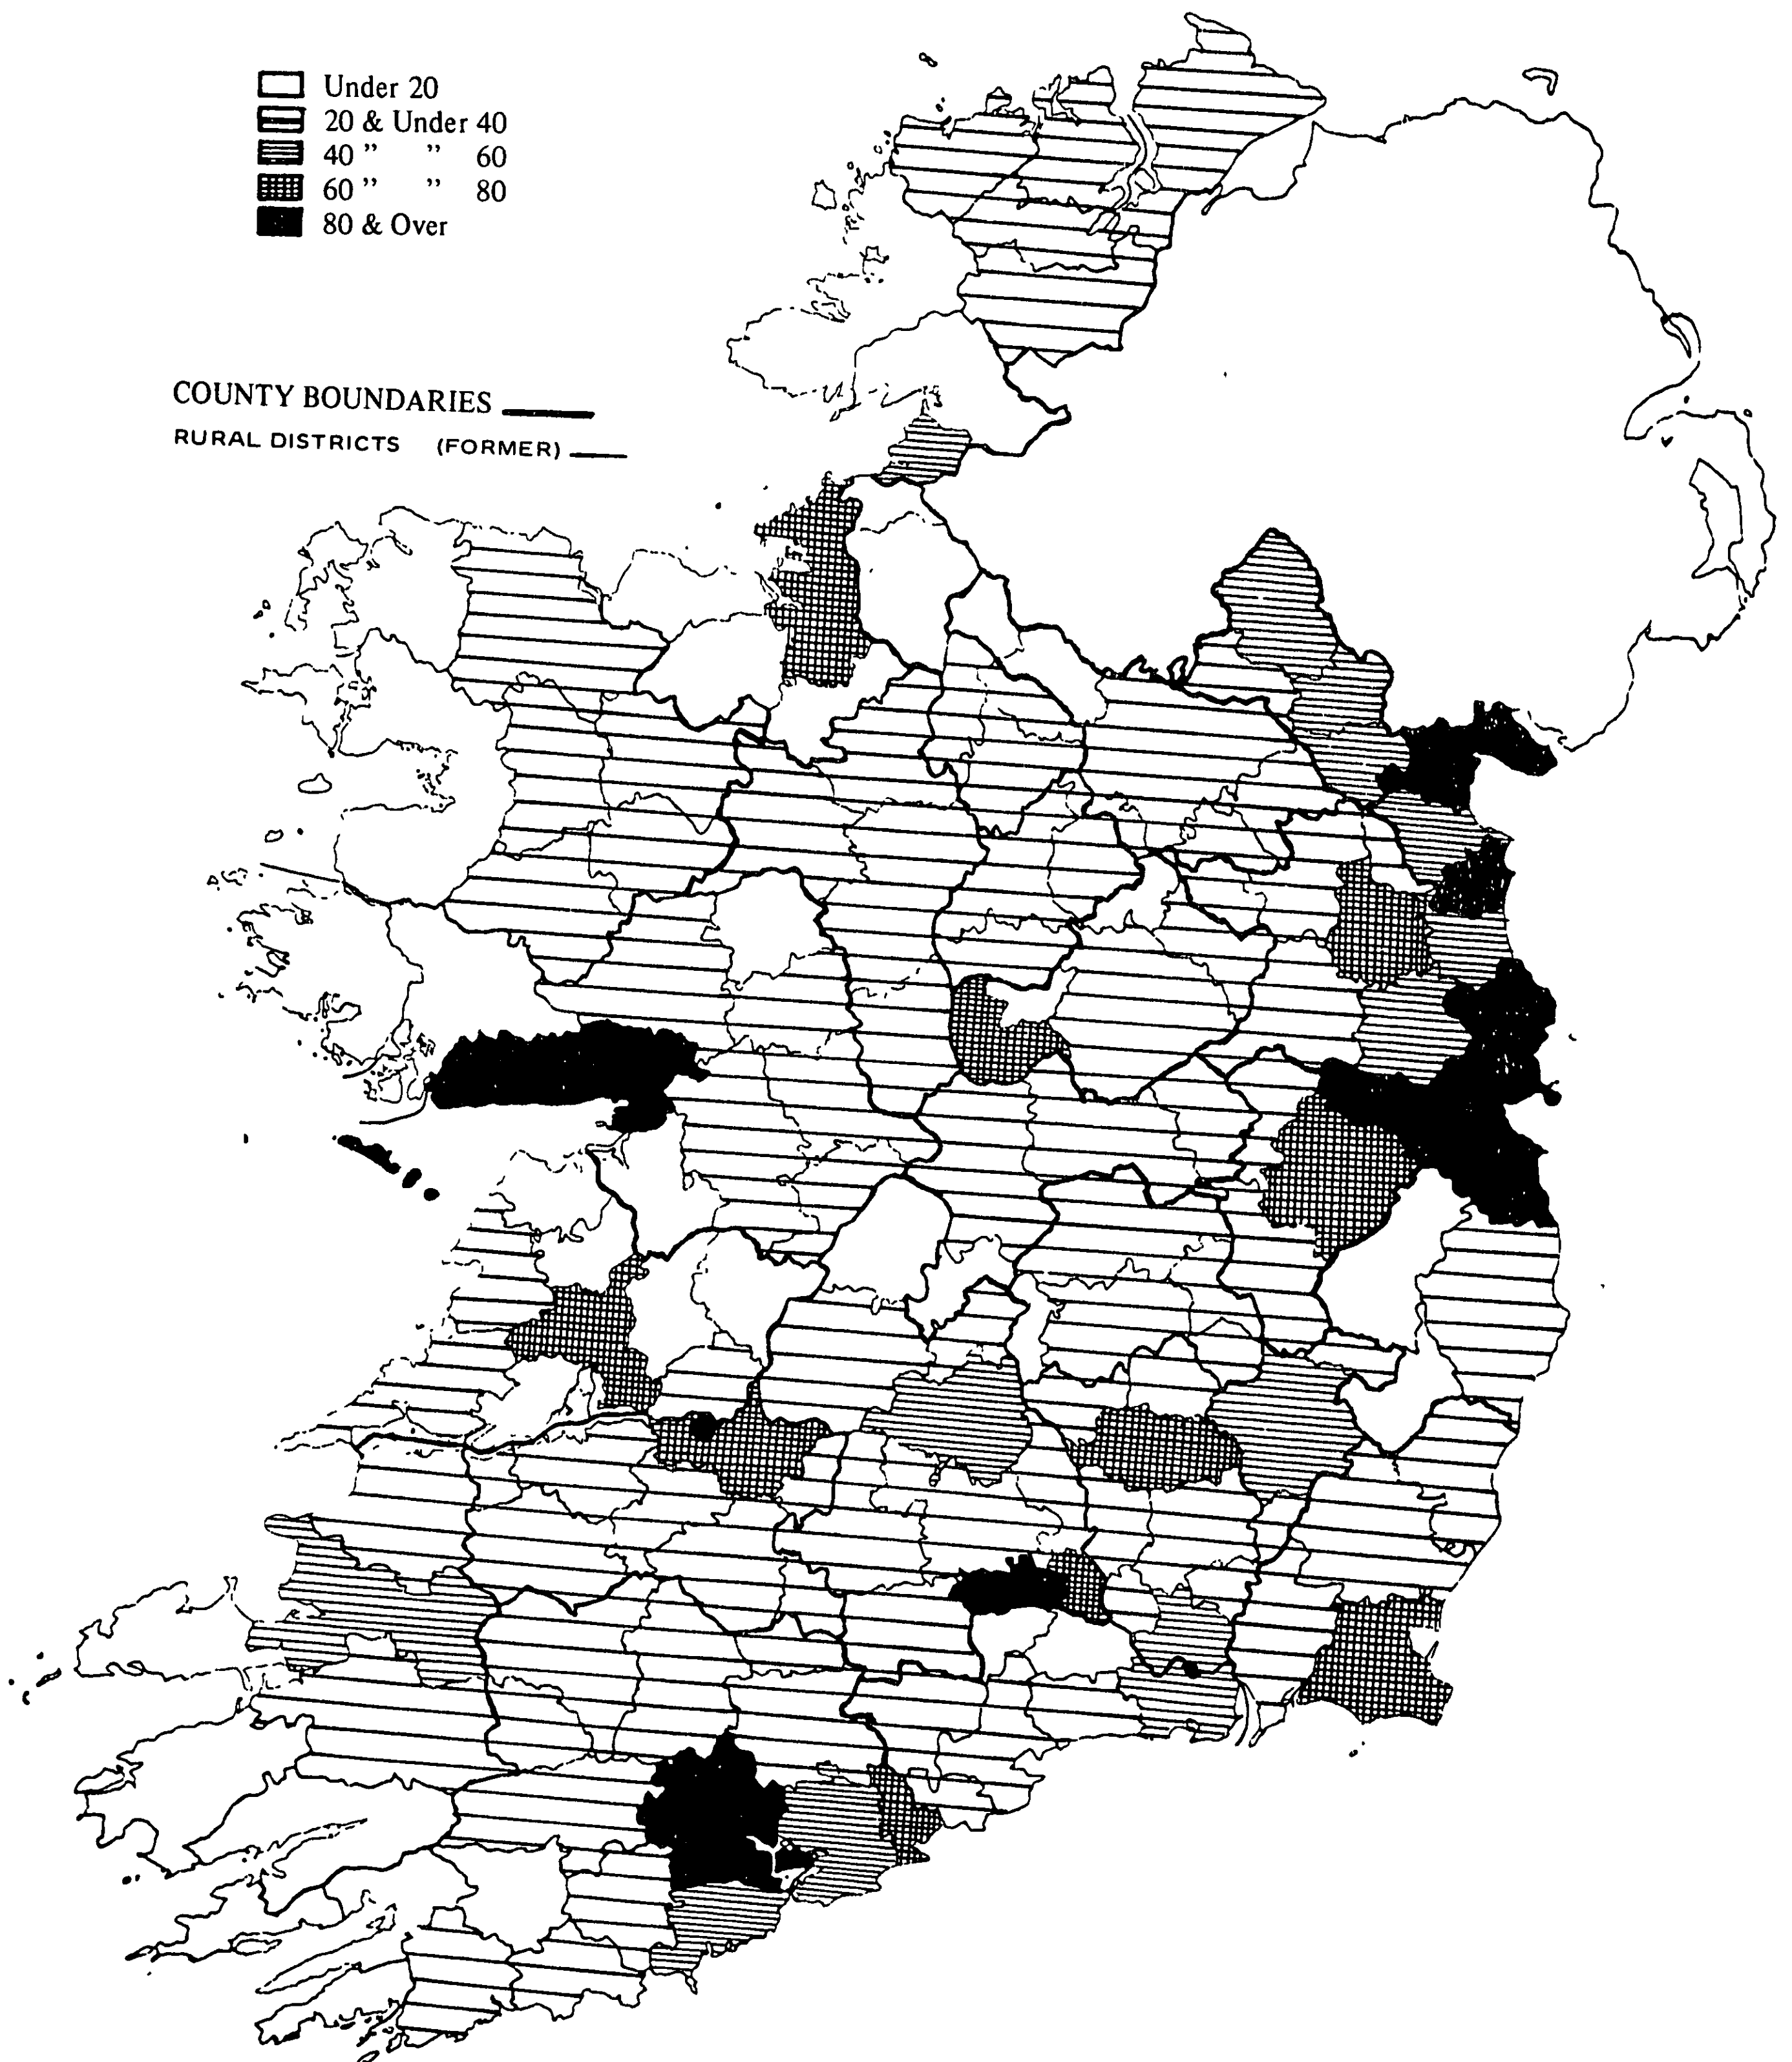 Under 20
20 & Under 40
40 " " 60
60 " " 80
80 & Over
COUNTY BOUNDARIES
RURAL DISTRICTS (FORMER)